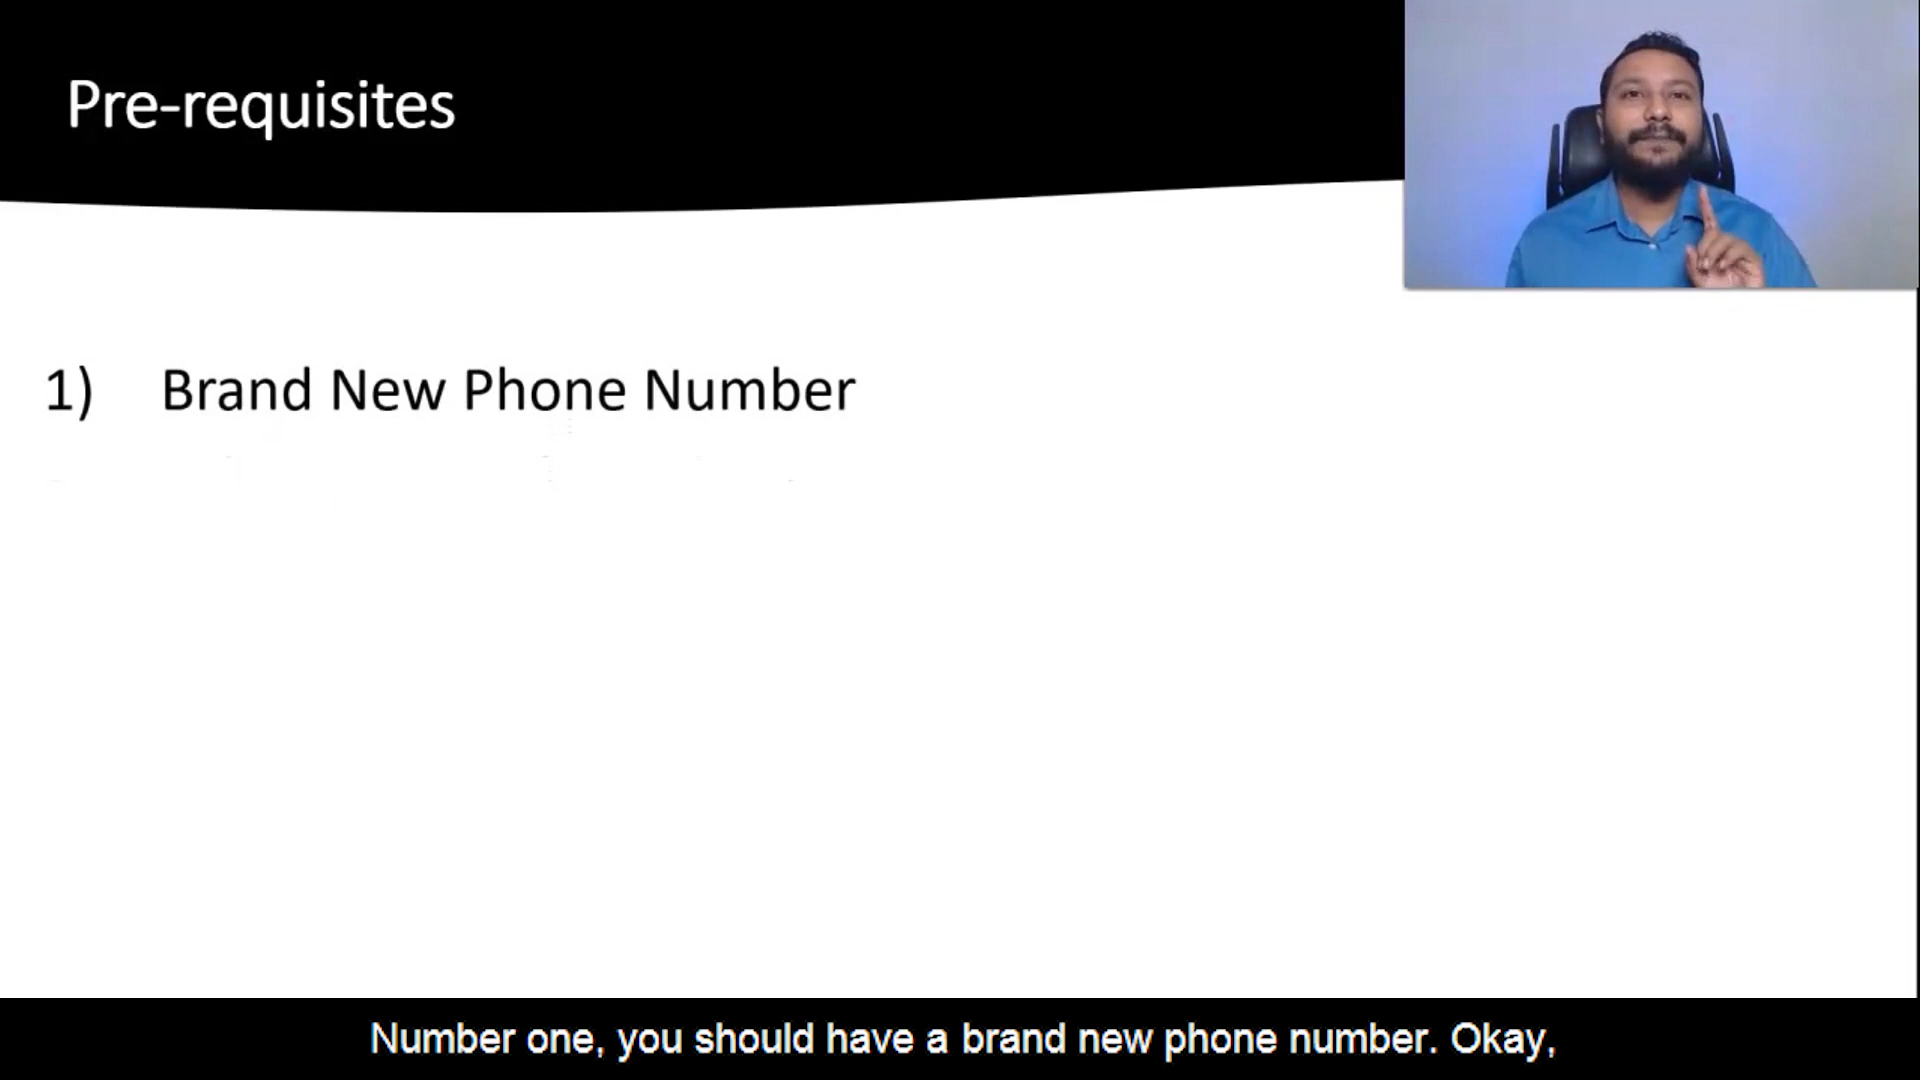 Pre-requisites
1) Brand New Phone Number
Number one, you should have a brand new phone number. Okay,